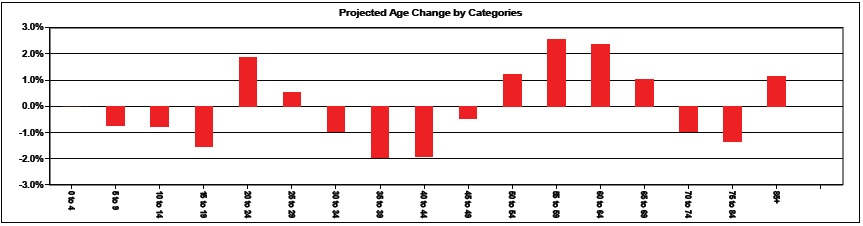 Projected Age Change by Categories
3.0%
2.0%
1.0%
0.0%
-1.0%
-2.0%
-3.0%
0 to 4
5 to 9
10 to 14
15 to 19
20 to 24
25 to 29
30 to 34
35 to 39
40 to 44
45 to 49
50 to 54
55 to 59
60 to 64
65 to 69
70 to 74
75 to 84
85+